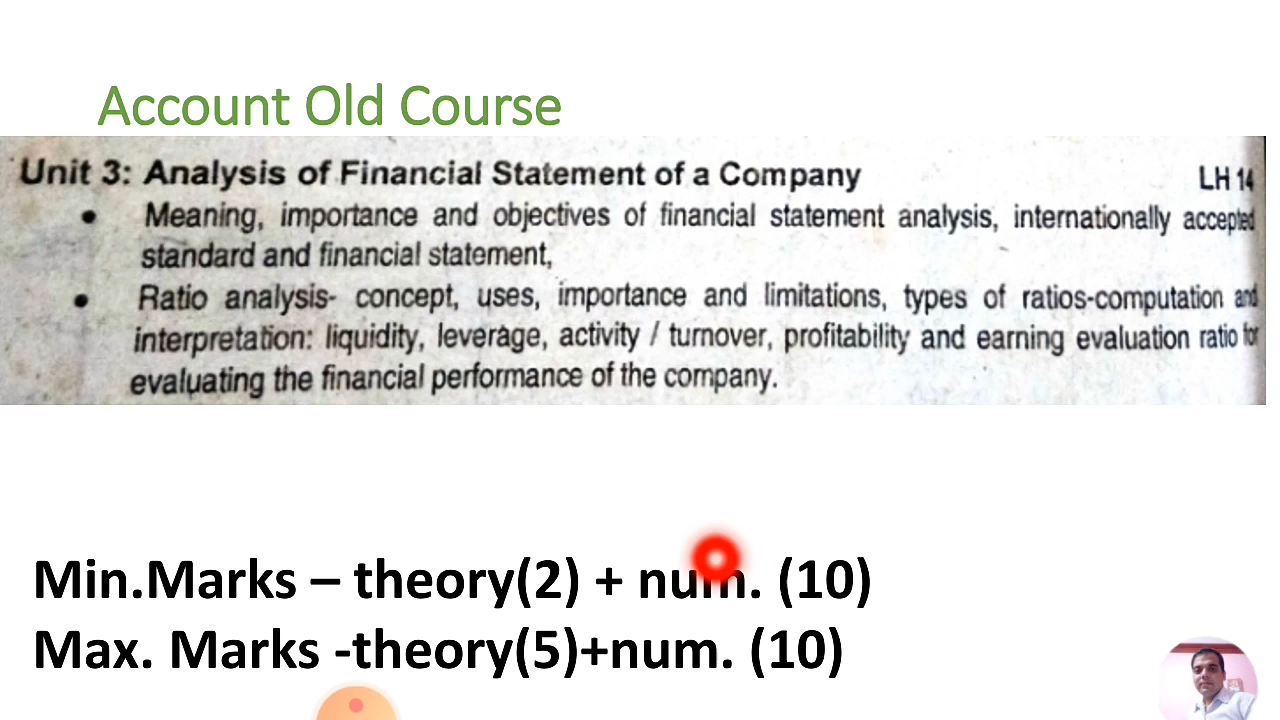 Account Old Course
Unit 3: Analysis of Financial Statement of a Company LH 14
• Meaning, importance and objectives of financial statement analysis, internationally accepted
standard and financial statement,
• Ratio analysis- concept, uses, importance and limitations, types of ratios-computation and
interpretation: liquidity, leverage, activity / turnover, profitability and earning evaluation ratio for
evaluating the financial performance of the company.
Min.Marks – theory(2) + num. (10)
Max. Marks -theory(5)+num. (10)